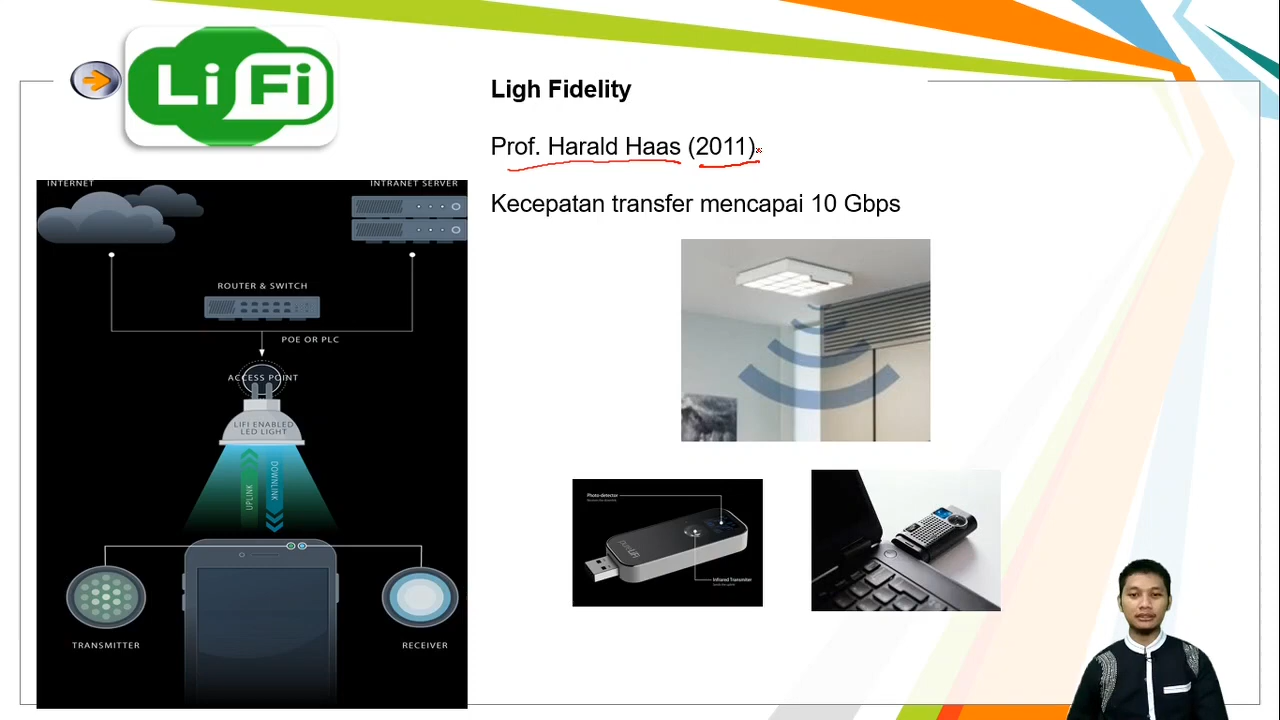 LiFi
Ligh Fidelity
Prof. Harald Haas (2011)
Kecepatan transfer mencapai 10 Gbps
INTERNET
INTRANET SERVER
ROUTER & SWITCH
POE OR PLC
ACCESS POINT
LIFI ENABLED
LED LIGHT
UPLINK
DOWNLINK
TRANSMITTER
RECEIVER
Photo-detector
pureLiFi
Infrared Transmitter